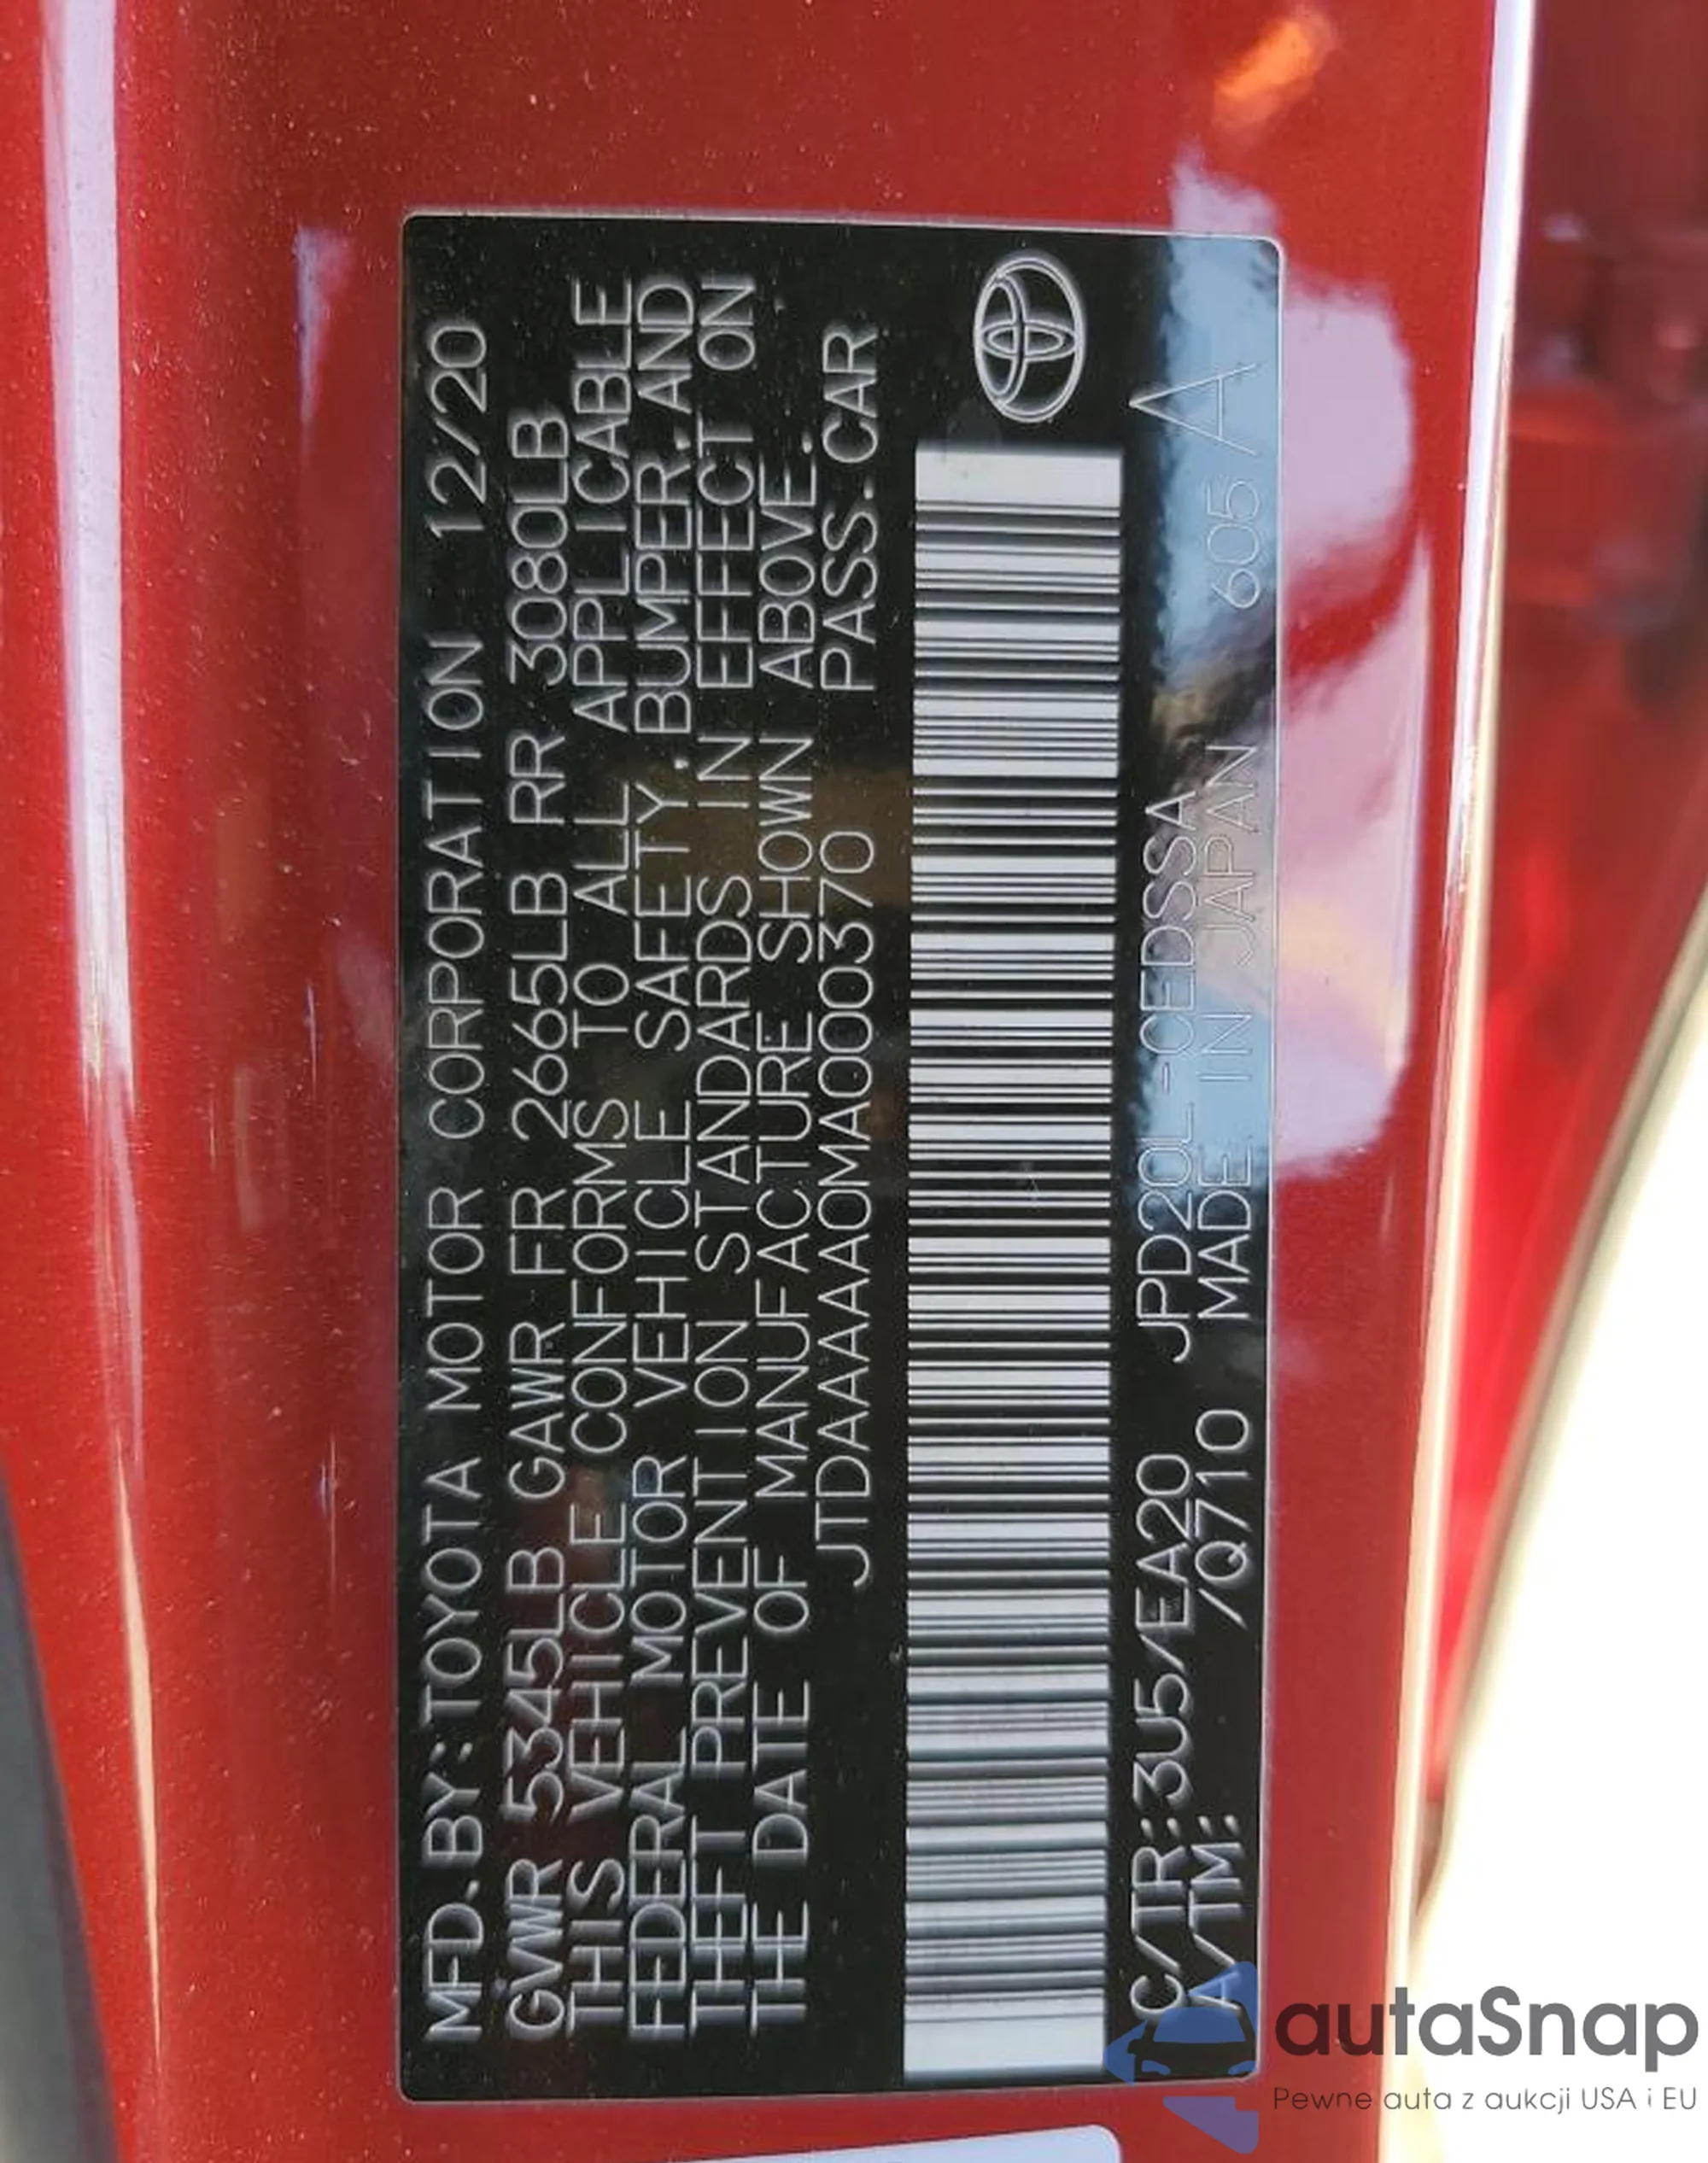 MFD.BY:TOYOTA MOTOR CORPORATION 12/20
GVWR 5345LB GAWR FR 2665LB RR 3080LB
THIS VEHICLE CONFORMS TO ALL APPLICABLE
FEDERAL MOTOR VEHICLE SAFETY.BUMPER.AND
THEFT PREVENTION STANDARDS IN EFFECT ON
THE DATE OF MANUFACTURE SHOWN ABOVE.
JTDAAAAA0MA000370 PASS.CAR
C/TR:3U5/EA20 JPD20L-CEDSSA
A/TM: /Q710 MADE IN JAPAN 605 A
autaSnap
Pewne auta z aukcji USA i EU